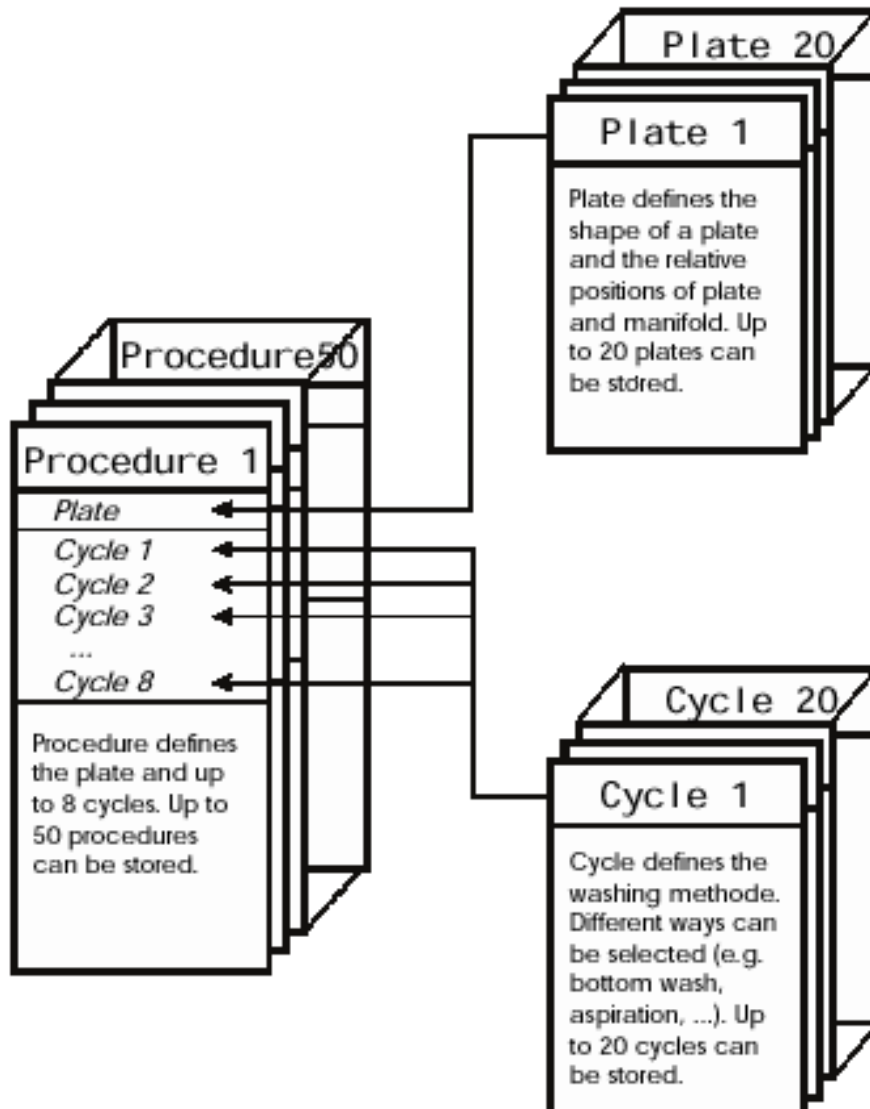 Plate 20
Plate 1
Plate defines the
shape of a plate
and the relative
positions of plate
and manifold. Up
to 20 plates can
be stored.
Procedure50
Procedure 1
Plate
Cycle 1
Cycle 2
Cycle 3
...
Cycle 8
Procedure defines
the plate and up
to 8 cycles. Up to
50 procedures
can be stored.
Cycle 20
Cycle 1
Cycle defines the
washing methode.
Different ways can
be selected (e.g.
bottom wash,
aspiration, ...). Up
to 20 cycles can
be stored.